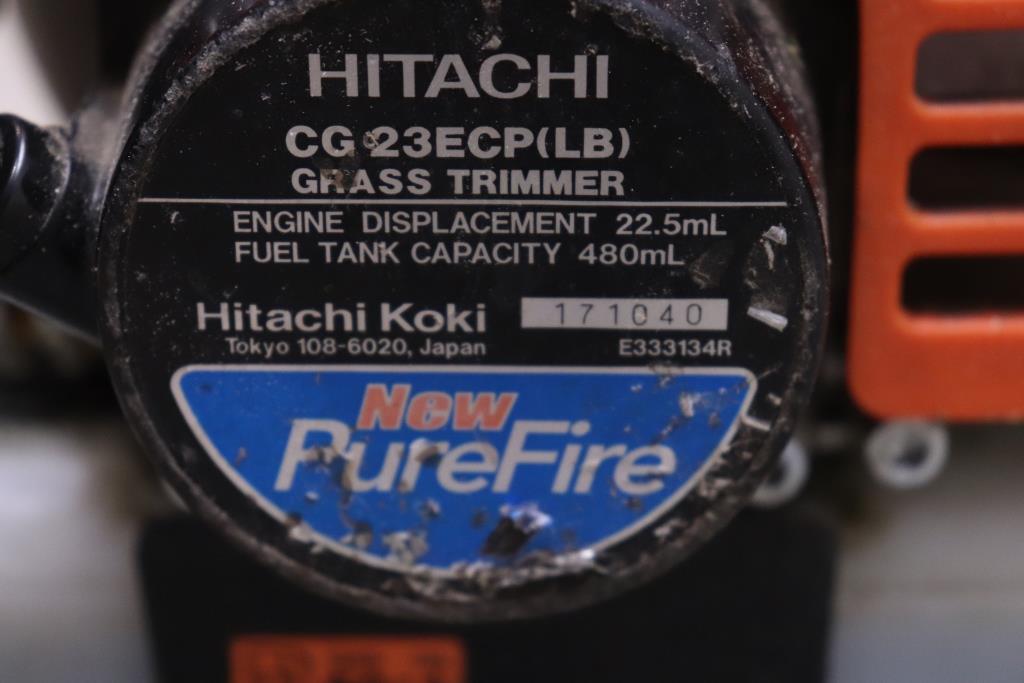 HITACHI
CG 23ECP(LB)
GRASS TRIMMER
ENGINE DISPLACEMENT 22.5mL
FUEL TANK CAPACITY 480mL
Hitachi Koki 171040
Tokyo 108-6020, Japan E333134R
New
PureFire